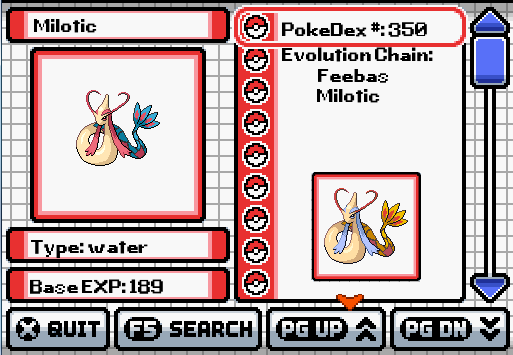 Milotic
PokeDex #:350
Evolution Chain:
Feebas
Milotic
Type: water
Base EXP: 189
X QUIT
F5 SEARCH
PG UP
PG DN